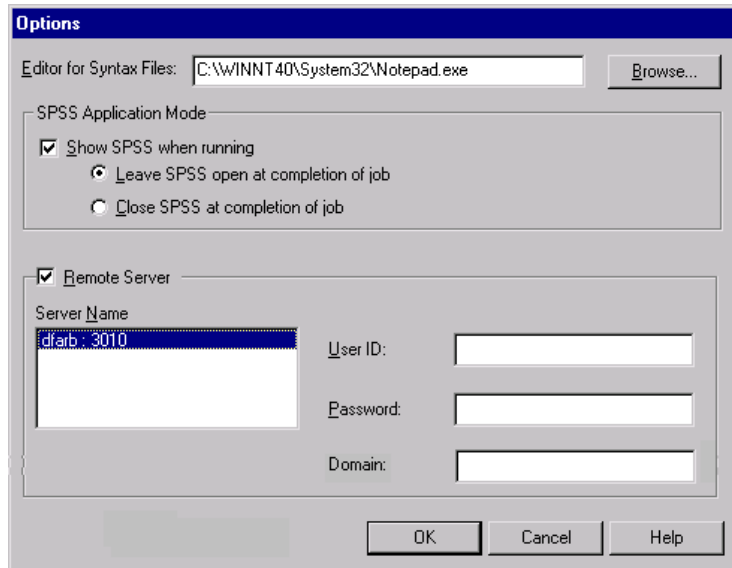 Options
Editor for Syntax Files: C:\WINNT40\System32\Notepad.exe Browse...
SPSS Application Mode
Show SPSS when running
Leave SPSS open at completion of job
Close SPSS at completion of job
Remote Server
Server Name
dfarb : 3010
User ID:
Password:
Domain:
OK Cancel Help